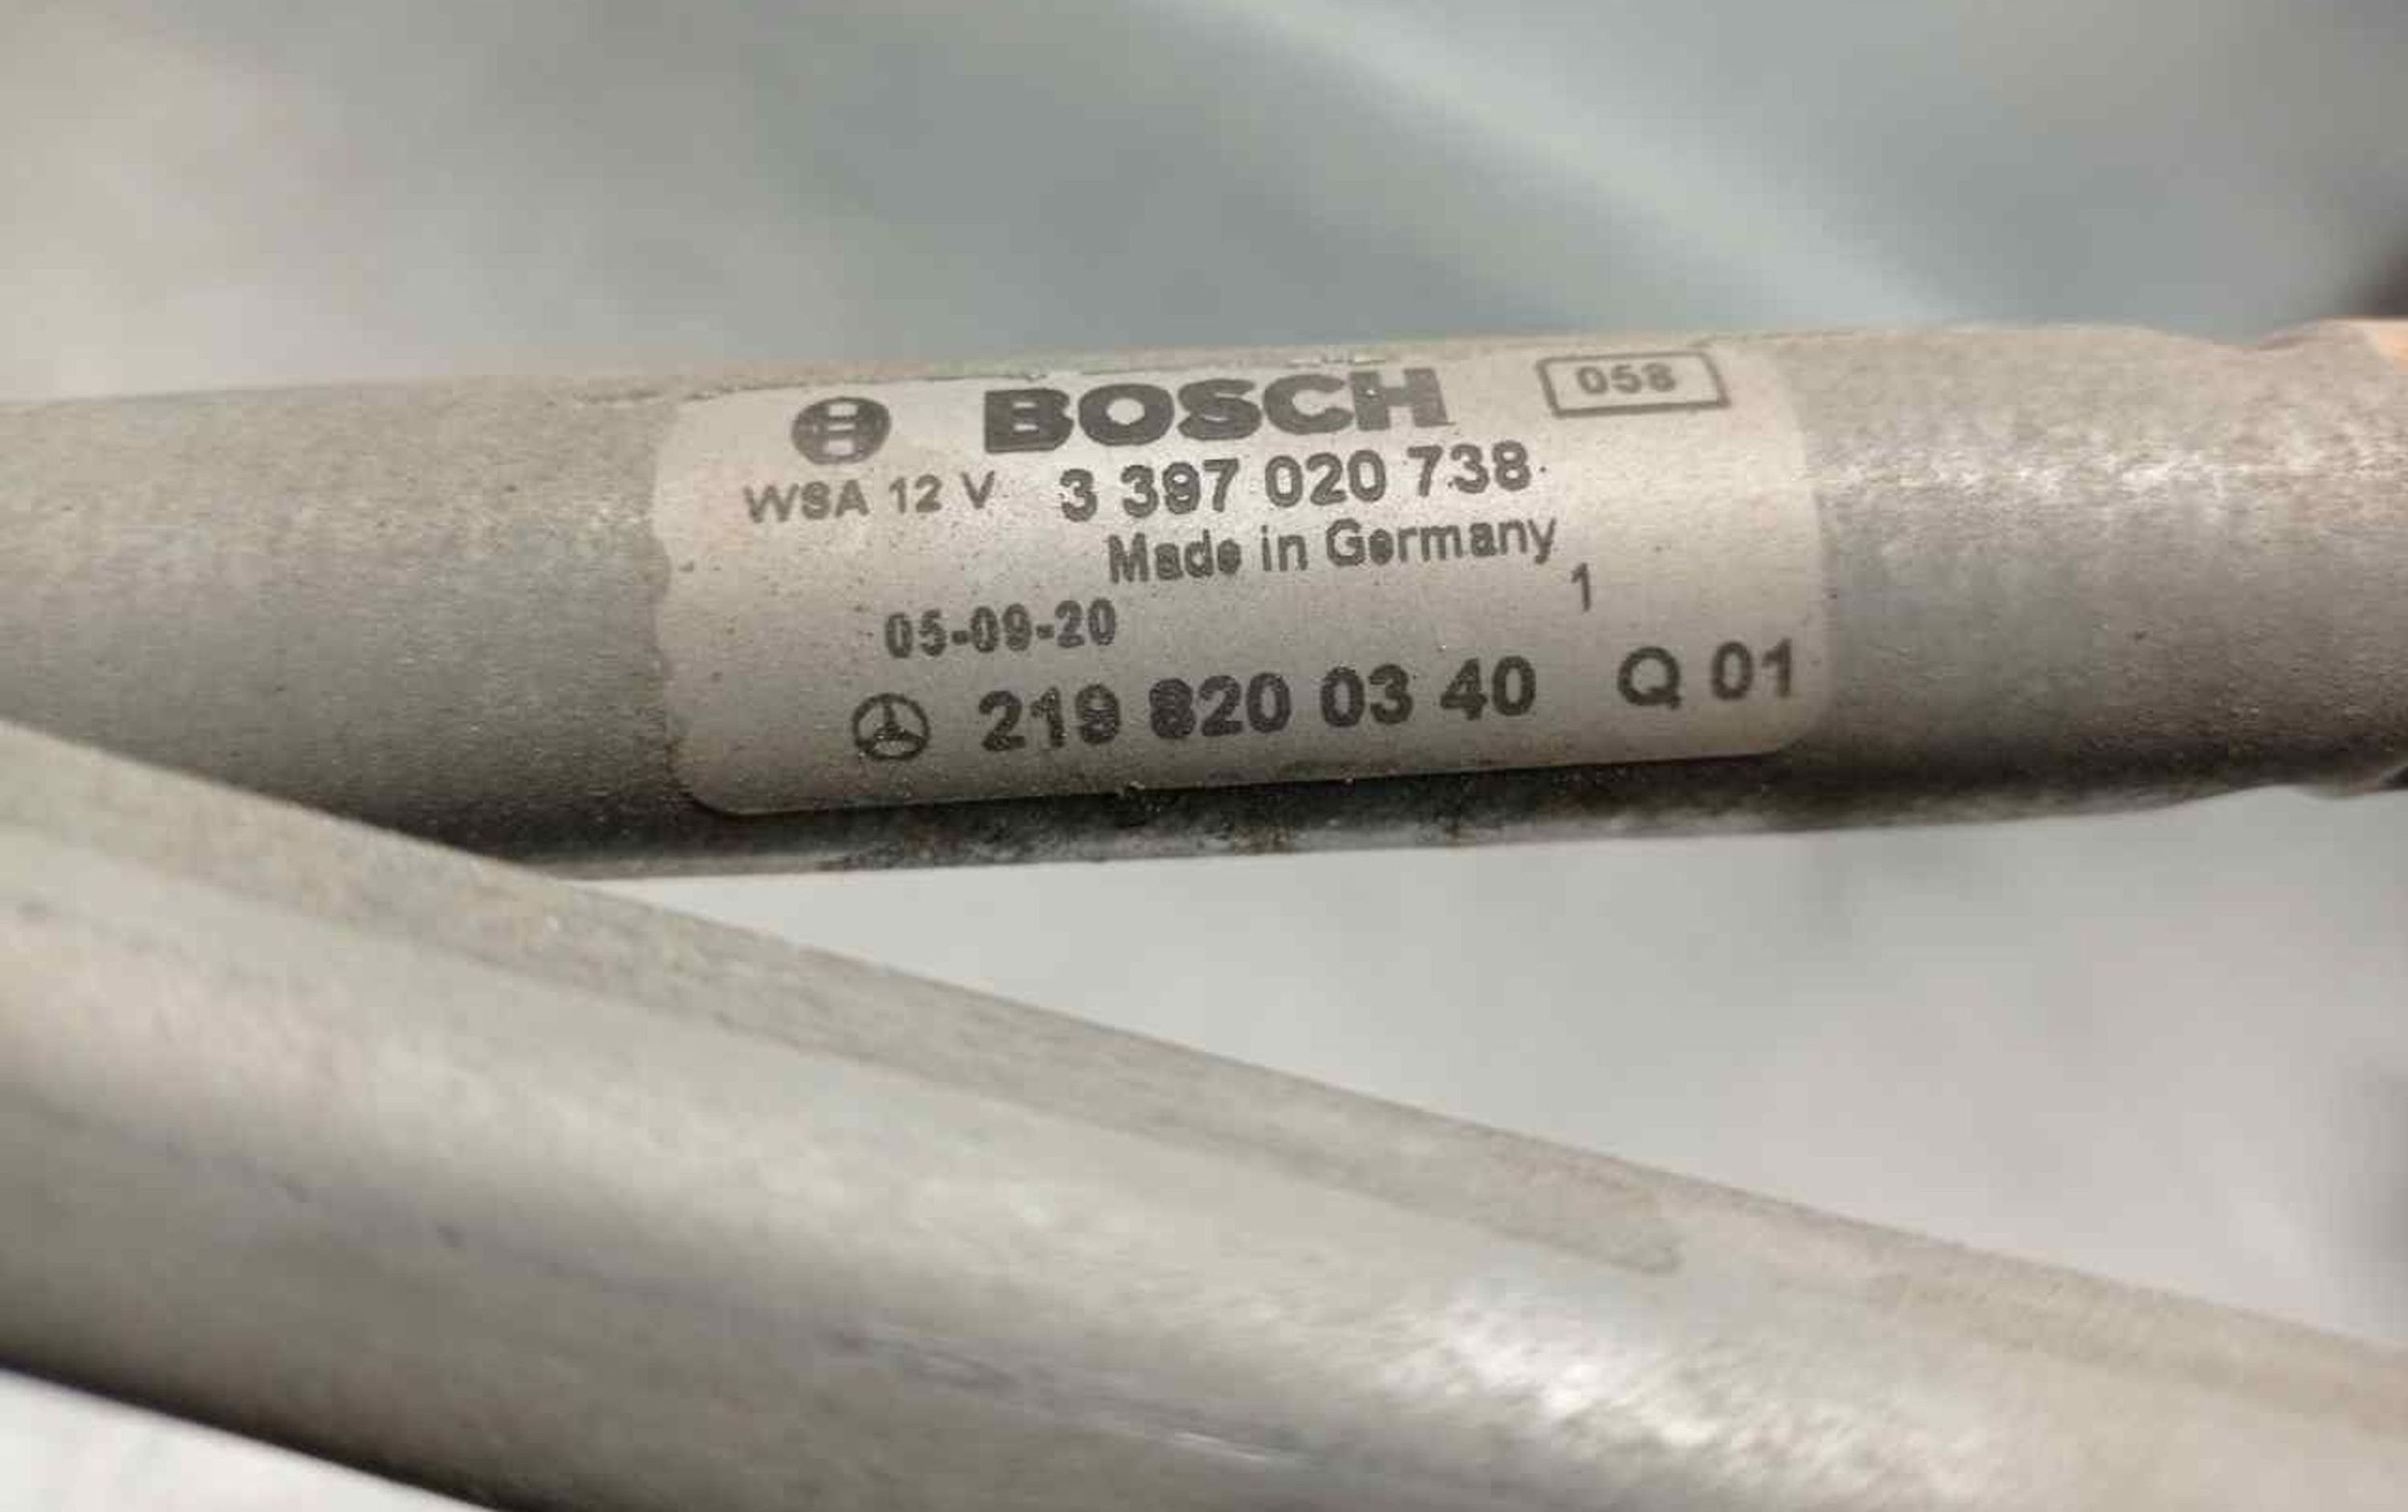 BOSCH 058
WSA 12 V 3 397 020 738
Made in Germany
1
05-09-20
219 820 03 40 Q 01